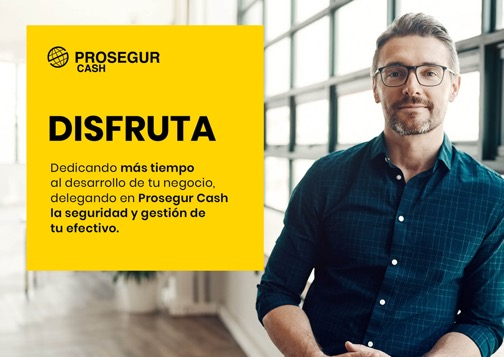 PROSEGUR
CASH
DISFRUTA
Dedicando más tiempo
al desarrollo de tu negocio,
delegando en Prosegur Cash
la seguridad y gestión de
tu efectivo.